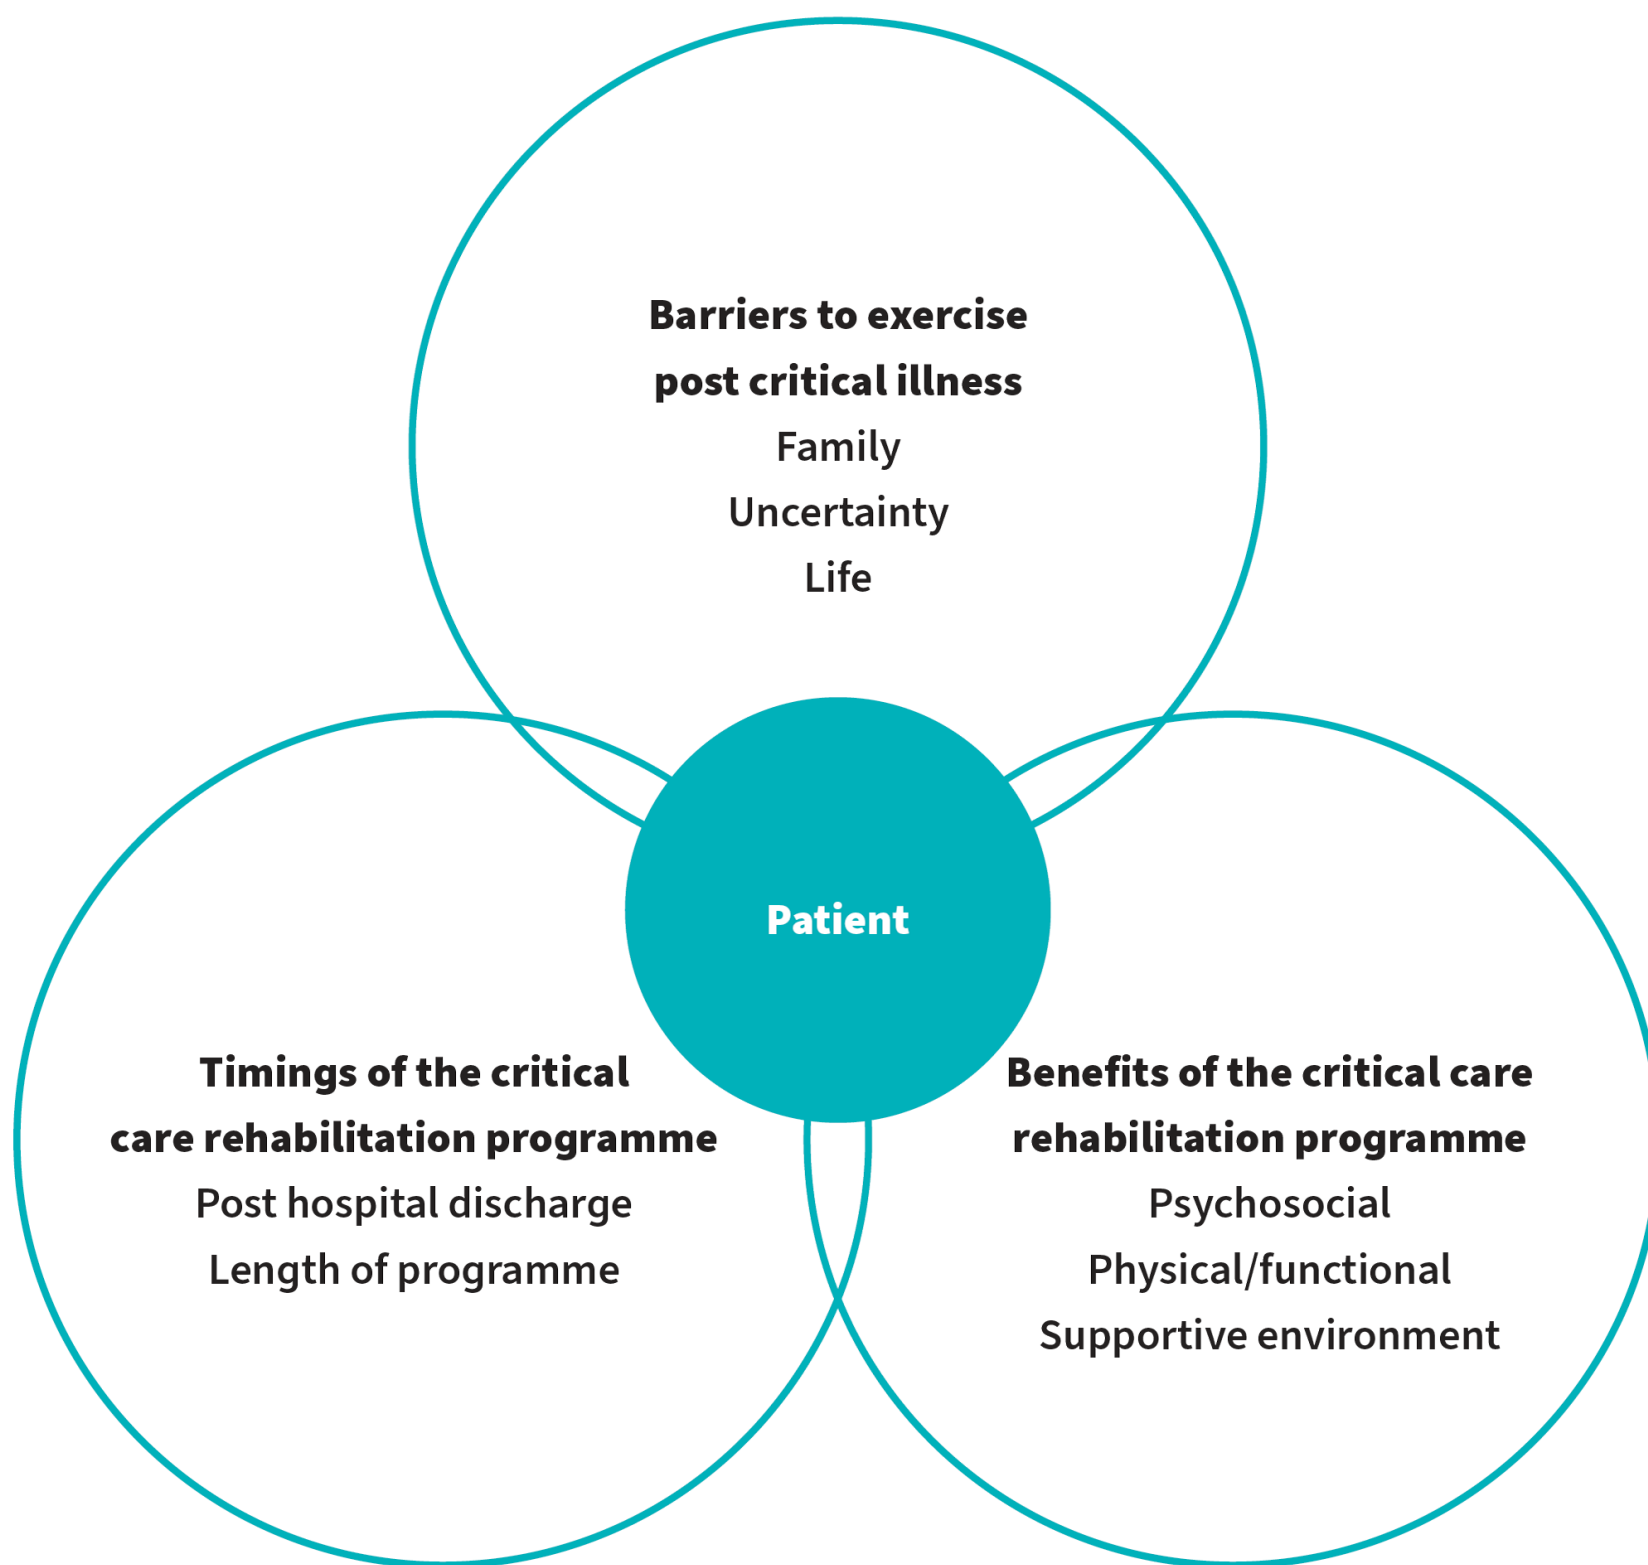 Barriers to exercise
post critical illness
Family
Uncertainty
Life
Patient
Timings of the critical
care rehabilitation programme
Post hospital discharge
Length of programme
Benefits of the critical care
rehabilitation programme
Psychosocial
Physical/functional
Supportive environment